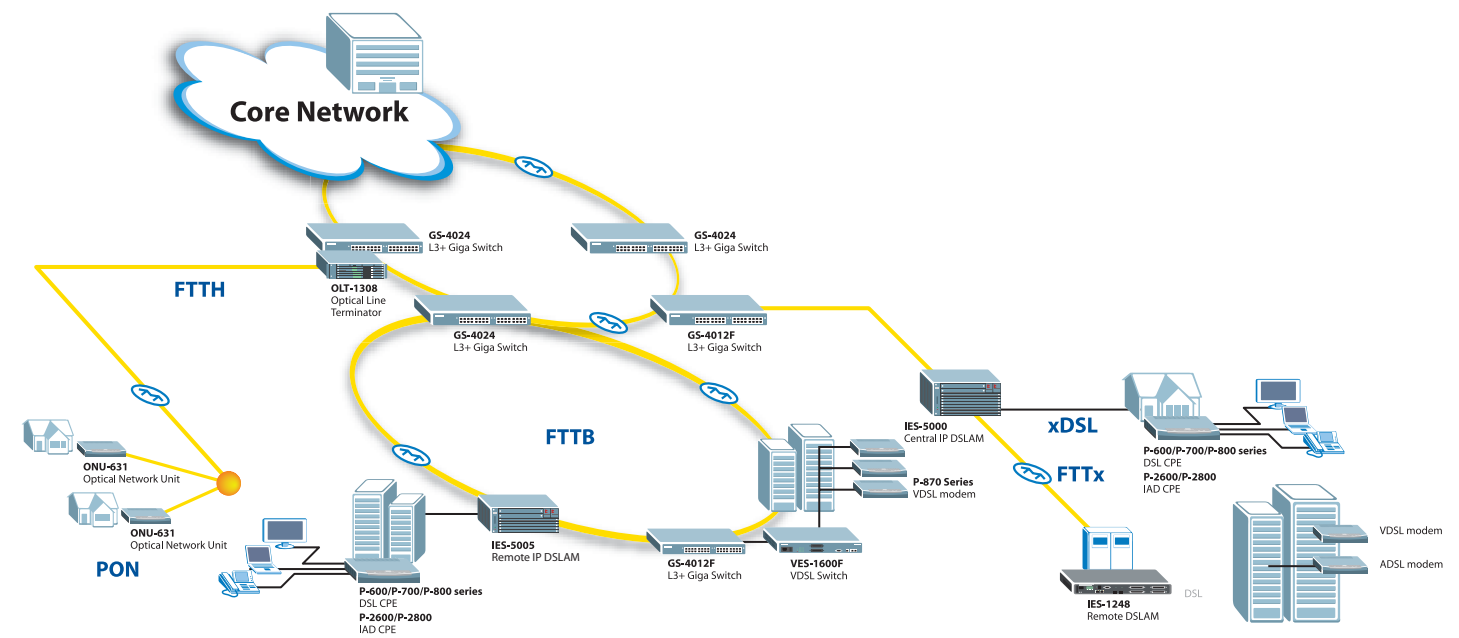 Core Network
GS-4024
L3+ Giga Switch
GS-4024
L3+ Giga Switch
FTTH
OLT-1308
Optical Line
Terminator
GS-4024
L3+ Giga Switch
GS-4012F
L3+ Giga Switch
FTTB
IES-5000
Central IP DSLAM
xDSL
P-600/P-700/P-800 series
DSL CPE
P-2600/P-2800
IAD CPE
FTTx
ONU-631
Optical Network Unit
ONU-631
Optical Network Unit
PON
P-870 Series
VDSL modem
IES-5005
Remote IP DSLAM
GS-4012F
L3+ Giga Switch
VES-1600F
VDSL Switch
P-600/P-700/P-800 series
DSL CPE
P-2600/P-2800
IAD CPE
IES-1248
Remote DSLAM
DSL
VDSL modem
ADSL modem